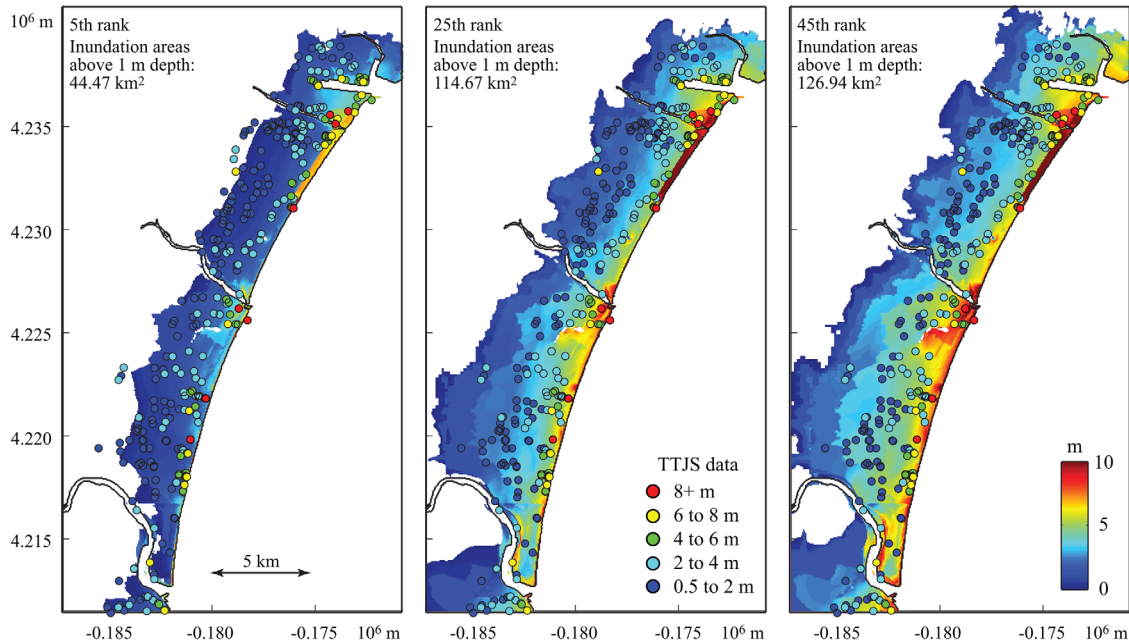 10⁶ m
5th rank
Inundation areas
above 1 m depth:
44.47 km²
25th rank
Inundation areas
above 1 m depth:
114.67 km²
45th rank
Inundation areas
above 1 m depth:
126.94 km²
4.235
4.230
4.225
4.220
4.215
5 km
TTJS data
8+ m
6 to 8 m
4 to 6 m
2 to 4 m
0.5 to 2 m
m
10
5
0
-0.185 -0.180 -0.175 10⁶ m
-0.185 -0.180 -0.175 10⁶ m
-0.185 -0.180 -0.175 10⁶ m